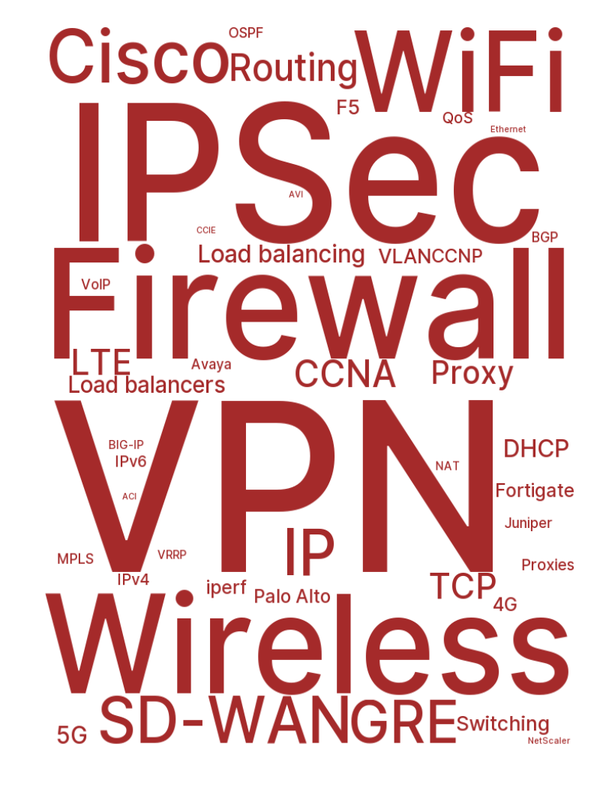 OSPF
Cisco
Routing
WiFi
F5
QoS
Ethernet
IPSec
AVI
CCIE
BGP
Load balancing
VLAN
CCNP
Firewall
VoIP
LTE
Avaya
CCNA
Proxy
Load balancers
VPN
BIG-IP
IPv6
NAT
DHCP
ACI
Fortigate
Juniper
IP
MPLS
VRRP
Proxies
IPv4
iperf
Palo Alto
TCP
4G
Wireless
5G
SD-WAN
GRE
Switching
NetScaler